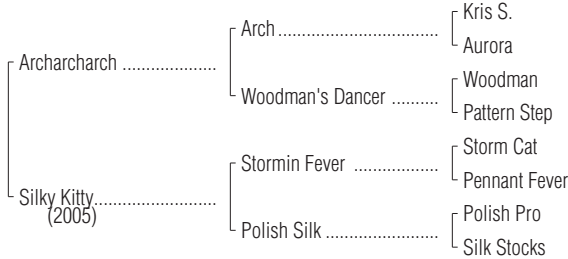 Kris S.
Arch ..................................
Aurora
Archarcharch ....................
Woodman
Woodman's Dancer ..........
Pattern Step
Storm Cat
Stormin Fever ..................
Pennant Fever
Silky Kitty..........................
(2005)
Polish Pro
Polish Silk ........................
Silk Stocks